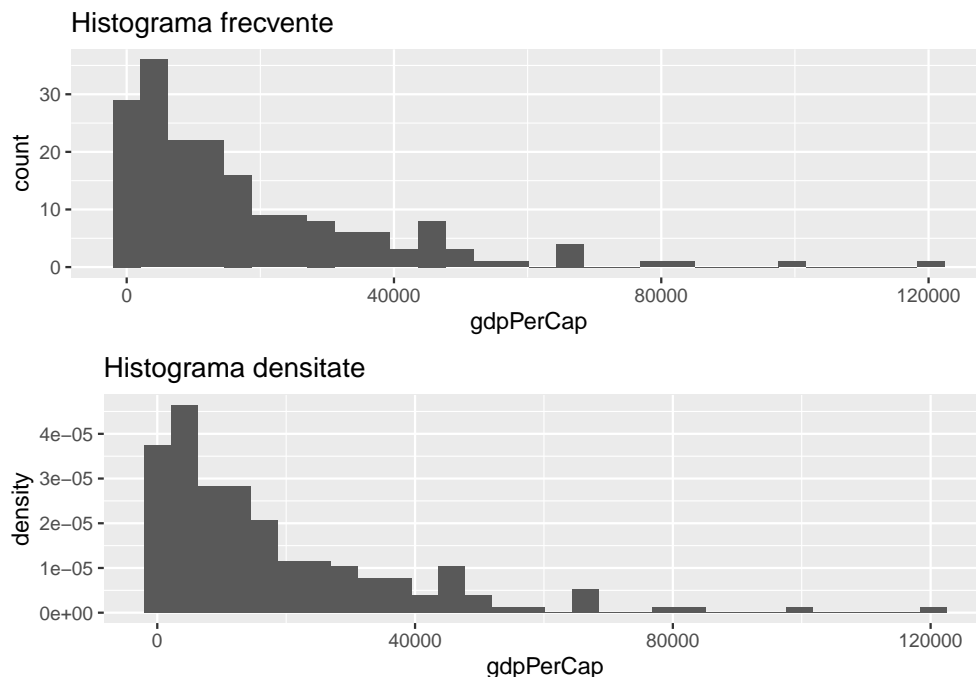 Histograma frecvente
30
20
10
0
count
0 40000 80000 120000
gdpPerCap
Histograma densitate
4e−05
3e−05
2e−05
1e−05
0e+00
density
0 40000 80000 120000
gdpPerCap